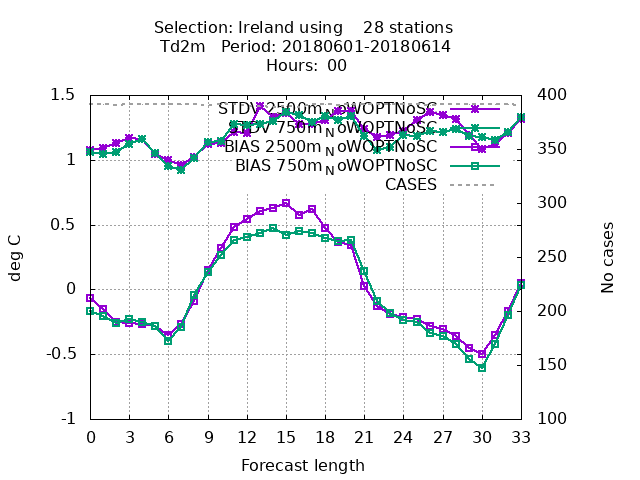 Selection: Ireland using    28 stations
Td2m   Period: 20180601-20180614
Hours:  00
1.5
1
0.5
0
-0.5
-1
deg C
STDV 2500m_NoWOPTNoSC
STDV 750m_NoWOPTNoSC
BIAS 2500m_NoWOPTNoSC
BIAS 750m_NoWOPTNoSC
CASES
400
350
300
250
200
150
100
No cases
0 3 6 9 12 15 18 21 24 27 30 33
Forecast length